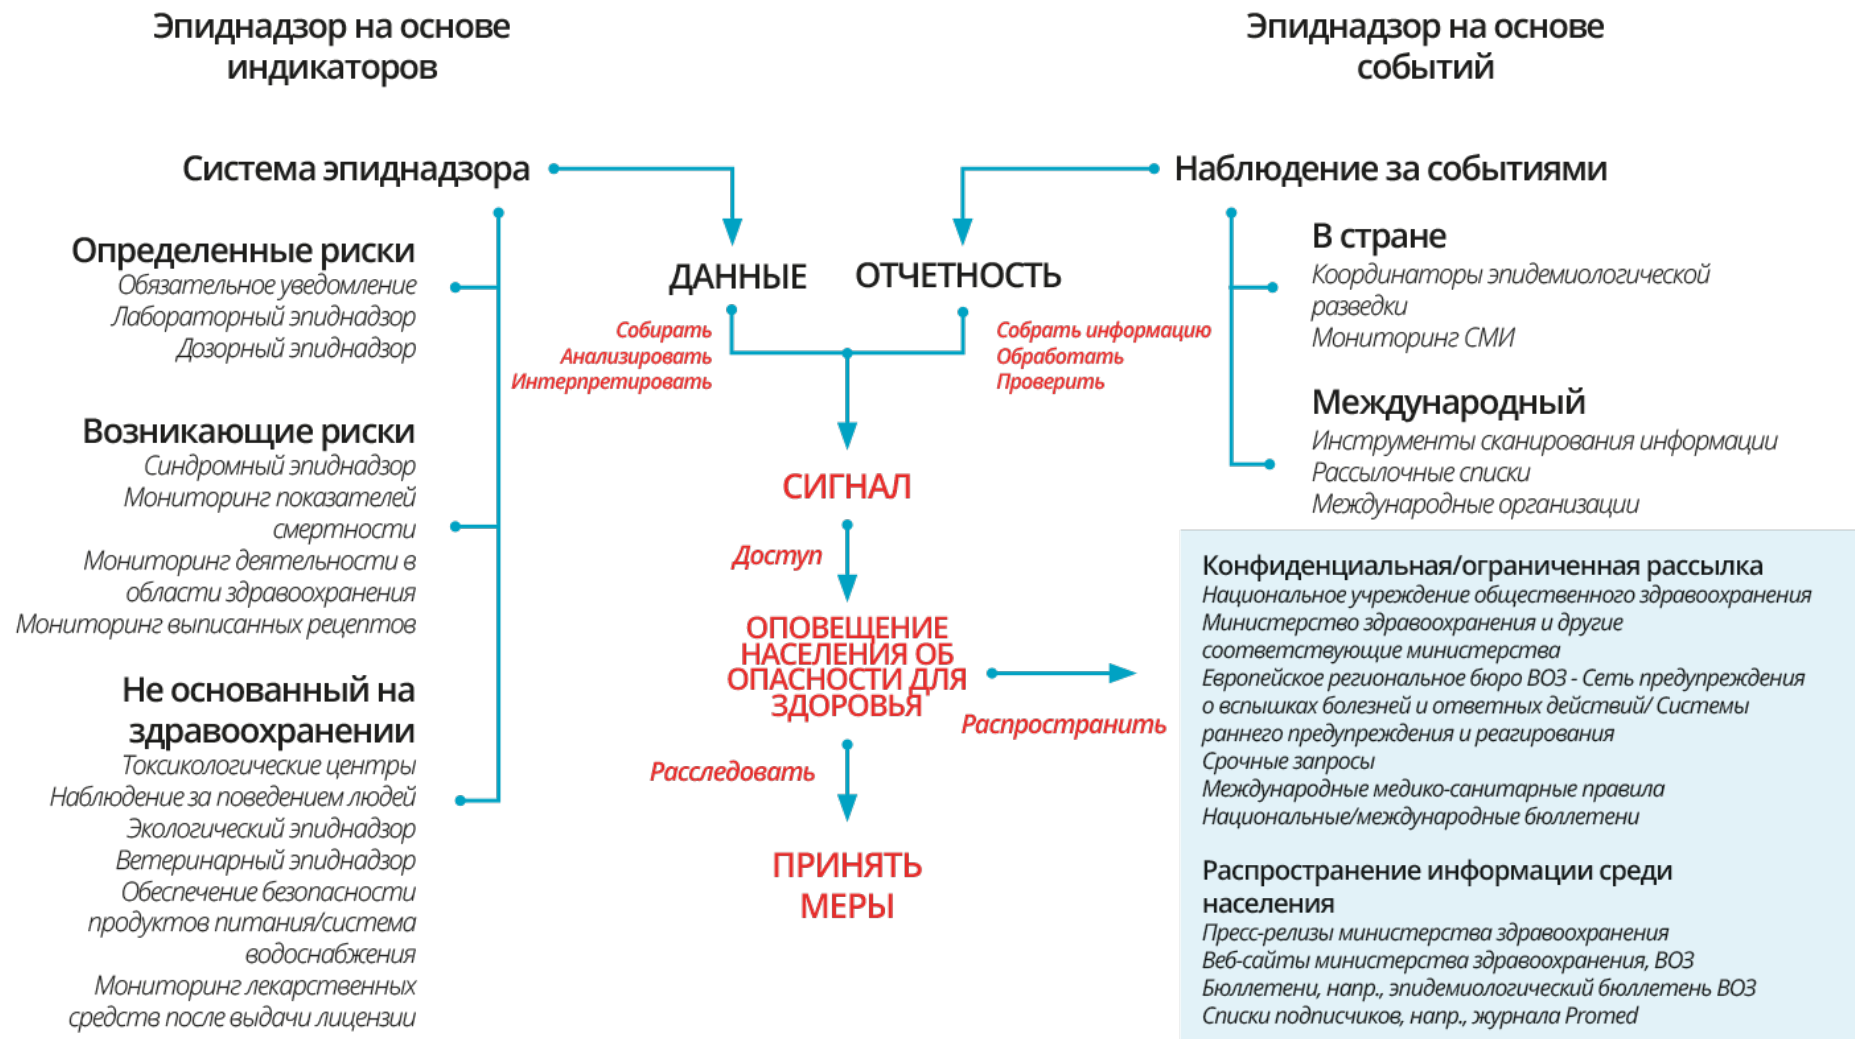 Эпиднадзор на основе
индикаторов
Эпиднадзор на основе
событий
Система эпиднадзора
Наблюдение за событиями
Определенные риски
Обязательное уведомление
Лабораторный эпиднадзор
Дозорный эпиднадзор
Возникающие риски
Синдромный эпиднадзор
Мониторинг показателей
смертности
Мониторинг деятельности в
области здравоохранения
Мониторинг выписанных рецептов
Не основанный на
здравоохранении
Токсикологические центры
Наблюдение за поведением людей
Экологический эпиднадзор
Ветеринарный эпиднадзор
Обеспечение безопасности
продуктов питания/система
водоснабжения
Мониторинг лекарственных
средств после выдачи лицензии
ДАННЫЕ
Собирать
Анализировать
Интерпретировать
ОТЧЕТНОСТЬ
Собрать информацию
Обработать
Проверить
СИГНАЛ
Доступ
ОПОВЕЩЕНИЕ
НАСЕЛЕНИЯ ОБ
ОПАСНОСТИ ДЛЯ
ЗДОРОВЬЯ
Распространить
Расследовать
ПРИНЯТЬ
МЕРЫ
В стране
Координаторы эпидемиологической
разведки
Мониторинг СМИ
Международный
Инструменты сканирования информации
Рассылочные списки
Международные организации
Конфиденциальная/ограниченная рассылка
Национальное учреждение общественного здравоохранения
Министерство здравоохранения и другие
соответствующие министерства
Европейское региональное бюро ВОЗ - Сеть предупреждения
о вспышках болезней и ответных действий/ Системы
раннего предупреждения и реагирования
Срочные запросы
Международные медико-санитарные правила
Национальные/международные бюллетени
Распространение информации среди
населения
Пресс-релизы министерства здравоохранения
Веб-сайты министерства здравоохранения, ВОЗ
Бюллетени, напр., эпидемиологический бюллетень ВОЗ
Списки подписчиков, напр., журнала Promed